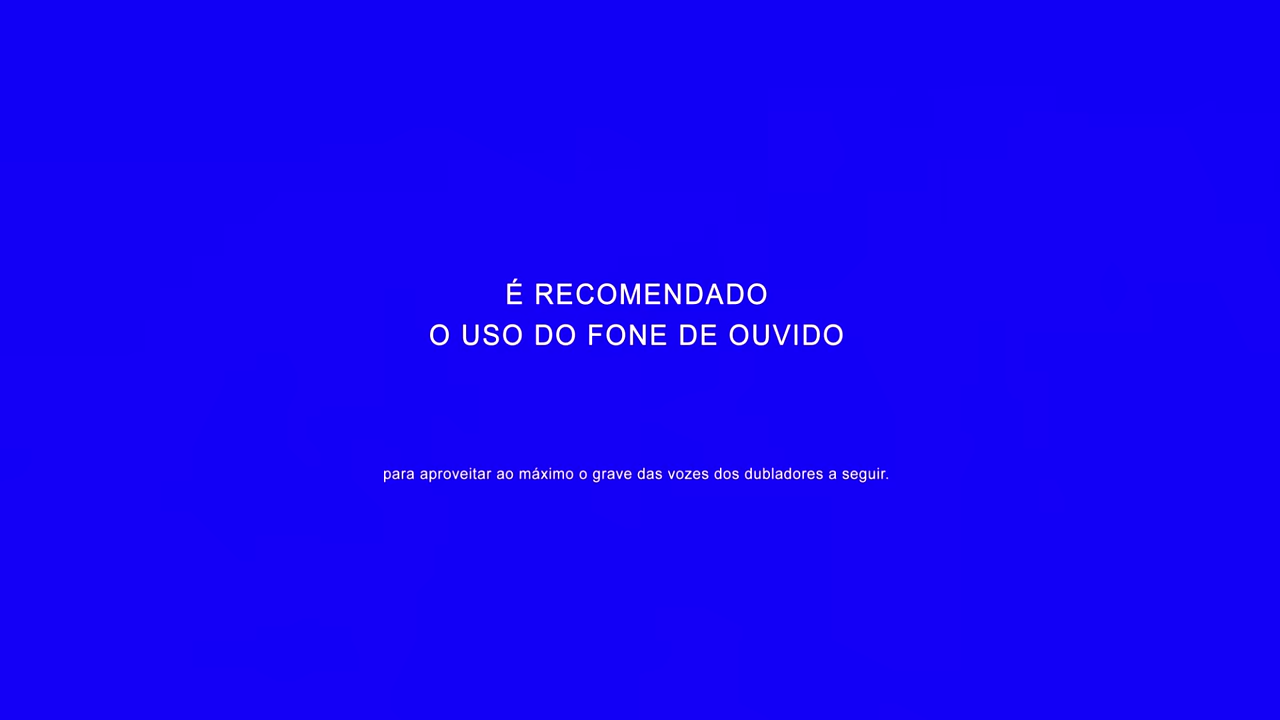 É RECOMENDADO
O USO DO FONE DE OUVIDO
para aproveitar ao máximo o grave das vozes dos dubladores a seguir.